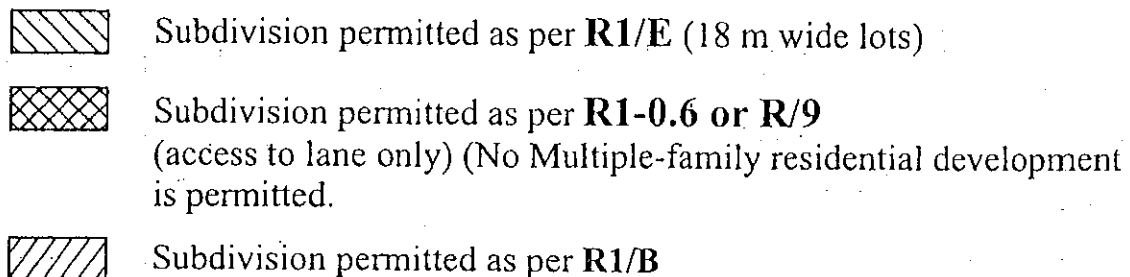 Subdivision permitted as per R1/E (18 m wide lots)
Subdivision permitted as per R1-0.6 or R/9
(access to lane only) (No Multiple-family residential development
is permitted.
Subdivision permitted as per R1/B